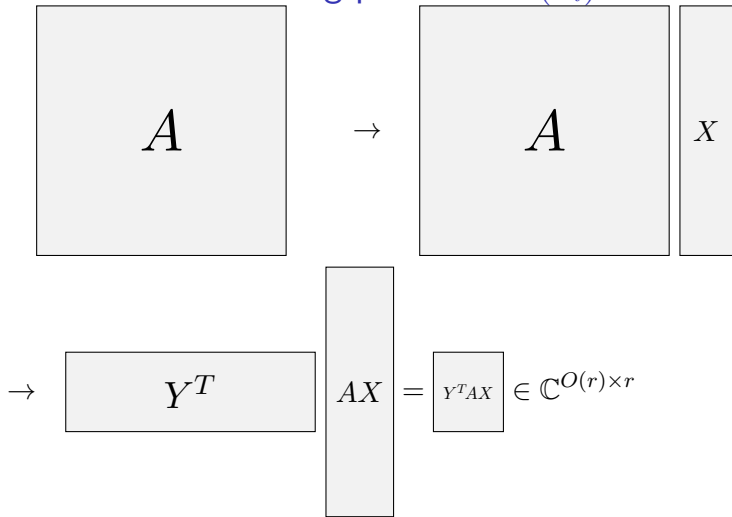 A → A X
→ Y^T AX = Y^TAX ∈ ℂ^{O(r)×r}